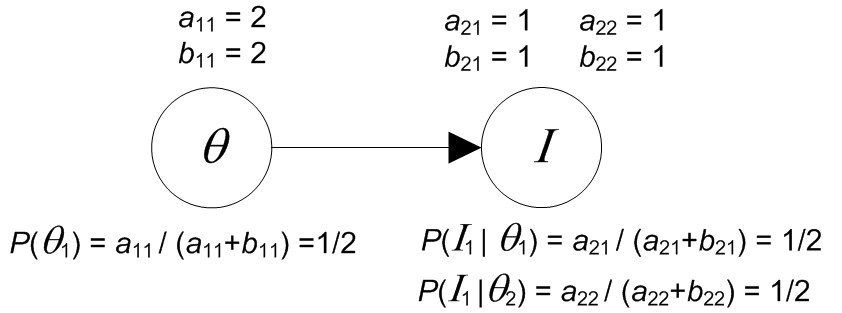 a₁₁ = 2
b₁₁ = 2
a₂₁ = 1 a₂₂ = 1
b₂₁ = 1 b₂₂ = 1
θ
I
P(θ₁) = a₁₁ / (a₁₁+b₁₁) =1/2
P(I₁ | θ₁) = a₂₁ / (a₂₁+b₂₁) = 1/2
P(I₁ |θ₂) = a₂₂ / (a₂₂+b₂₂) = 1/2